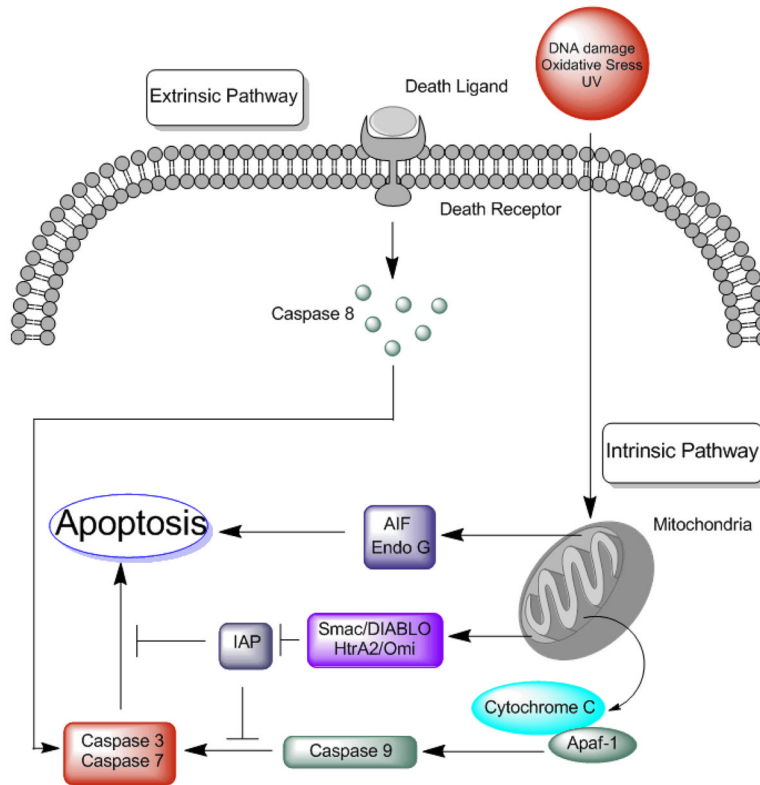 DNA damage
Oxidative Sress
UV
Extrinsic Pathway
Death Ligand
Death Receptor
Caspase 8
Intrinsic Pathway
Mitochondria
Apoptosis
AIF
Endo G
IAP
Smac/DIABLO
HtrA2/Omi
Cytochrome C
Apaf-1
Caspase 3
Caspase 7
Caspase 9